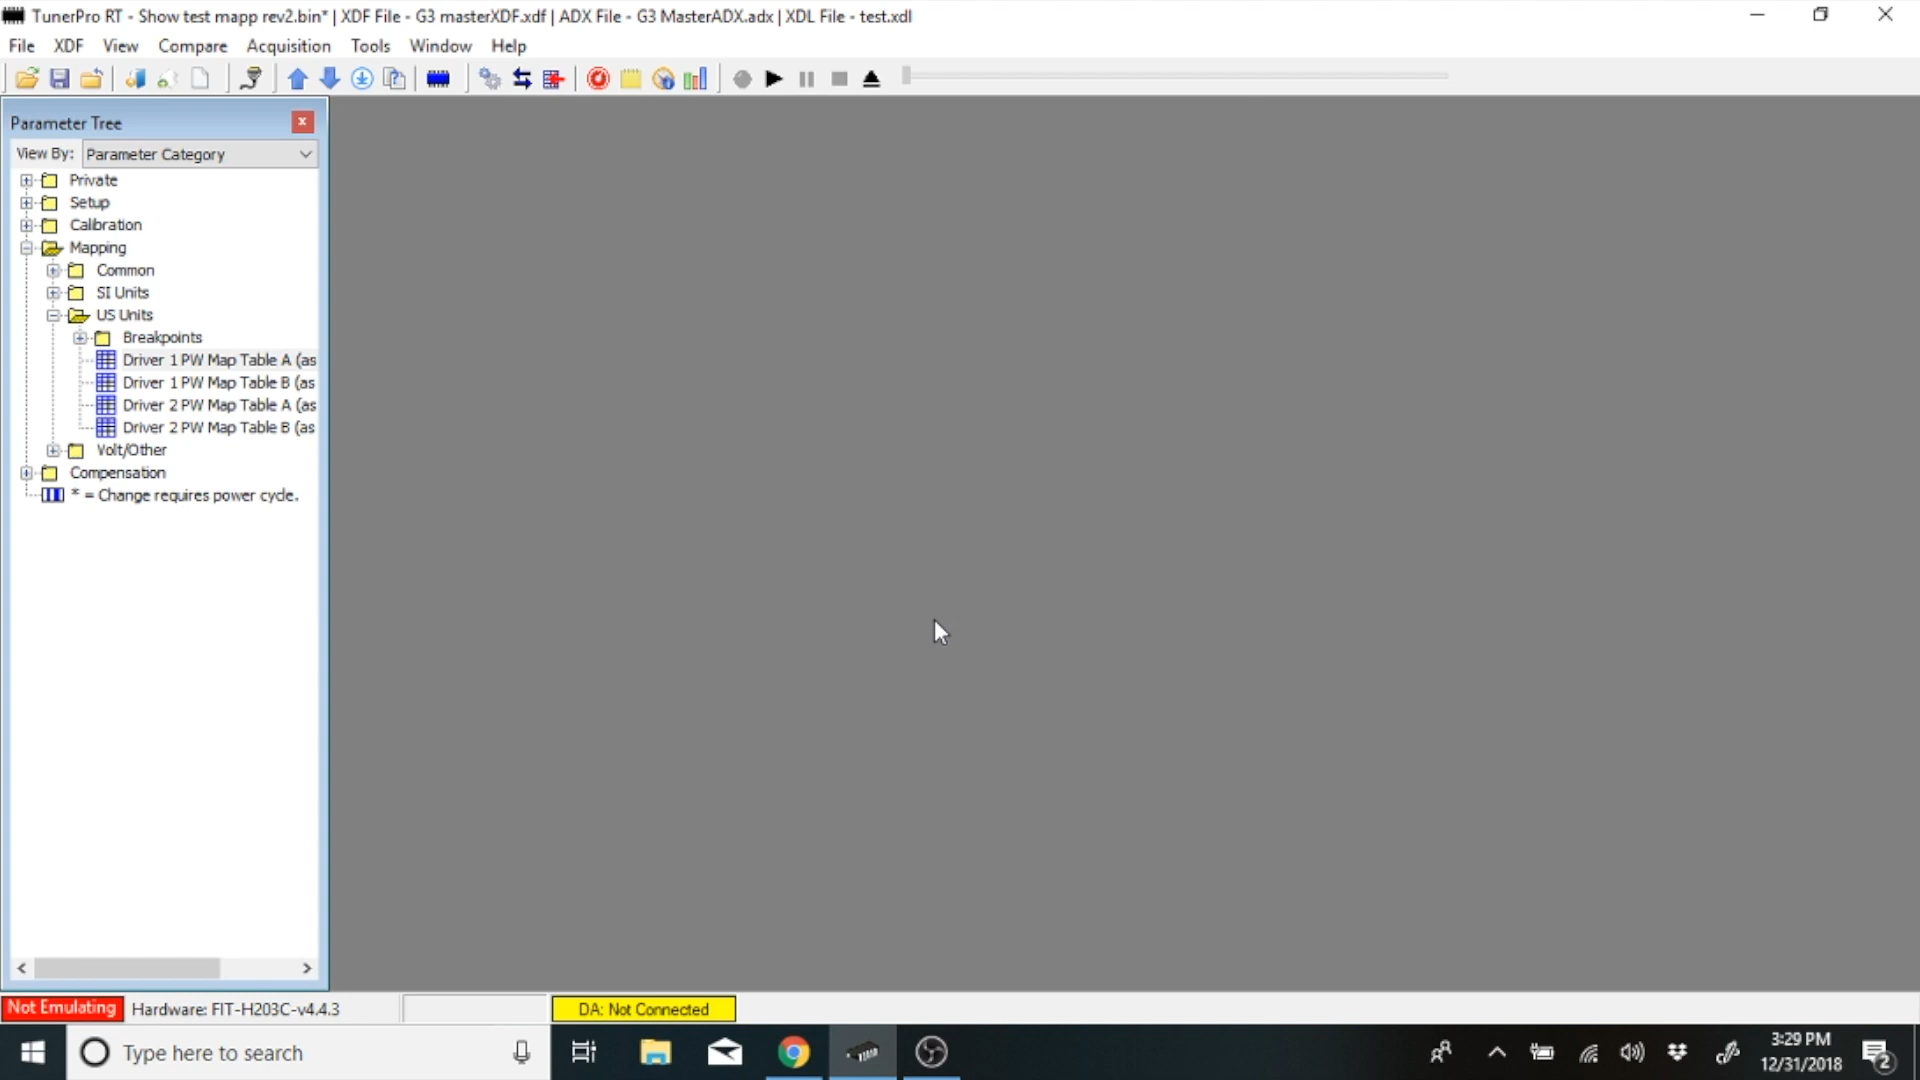 TunerPro RT - Show test mapp rev2.bin* | XDF File - G3 masterXDF.xdf | ADX File - G3 MasterADX.adx | XDL File - test.xdl
File XDF View Compare Acquisition Tools Window Help
Parameter Tree
View By: Parameter Category
Private
Setup
Calibration
Mapping
Common
SI Units
US Units
Breakpoints
Driver 1 PW Map Table A (as
Driver 1 PW Map Table B (as
Driver 2 PW Map Table A (as
Driver 2 PW Map Table B (as
Volt/Other
Compensation
* = Change requires power cycle.
Not Emulating Hardware: FIT-H203C-v4.4.3 DA: Not Connected
Type here to search
3:29 PM
12/31/2018
2